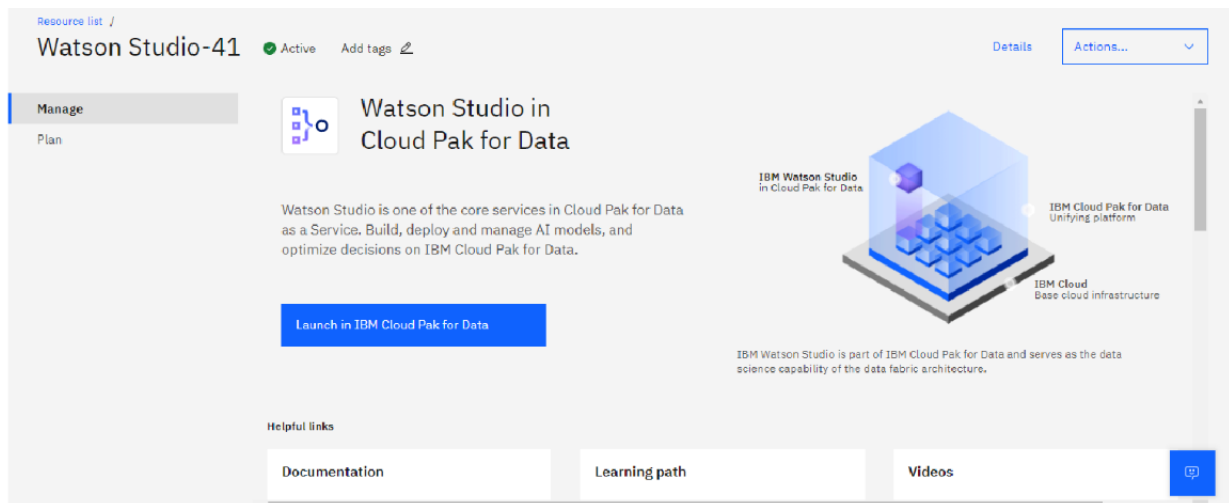 Resource list /
Watson Studio-41
Active
Add tags
Details
Actions...
Manage
Plan
Watson Studio in
Cloud Pak for Data
Watson Studio is one of the core services in Cloud Pak for Data
as a Service. Build, deploy and manage AI models, and
optimize decisions on IBM Cloud Pak for Data.
Launch in IBM Cloud Pak for Data
IBM Watson Studio
in Cloud Pak for Data
IBM Cloud Pak for Data
Unifying platform
IBM Cloud
Base cloud infrastructure
IBM Watson Studio is part of IBM Cloud Pak for Data and serves as the data
science capability of the data fabric architecture.
Helpful links
Documentation
Learning path
Videos